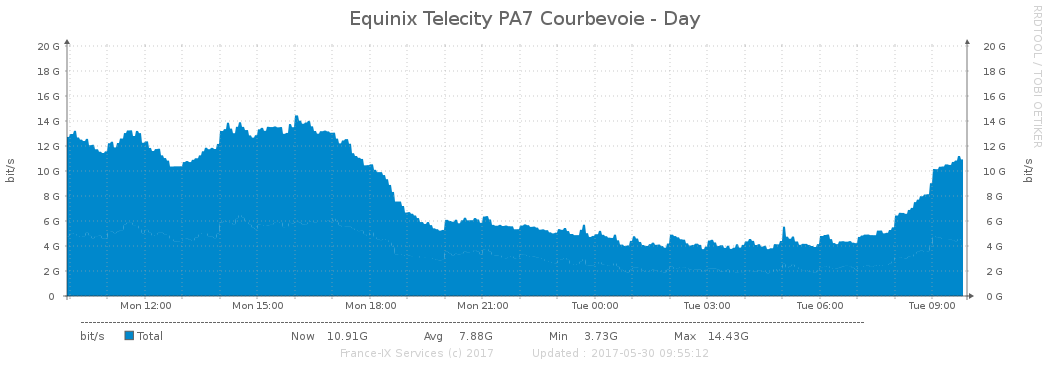 Equinix Telecity PA7 Courbevoie - Day
RRDTOOL / TOBI OETIKER
20 G 20 G
18 G 18 G
16 G 16 G
14 G 14 G
12 G 12 G
10 G 10 G
8 G 8 G
6 G 6 G
4 G 4 G
2 G 2 G
0 0 G
bit/s bit/s
Mon 12:00 Mon 15:00 Mon 18:00 Mon 21:00 Tue 00:00 Tue 03:00 Tue 06:00 Tue 09:00
bit/s Total Now 10.91G Avg 7.88G Min 3.73G Max 14.43G
France-IX Services (c) 2017 Updated : 2017-05-30 09:55:12